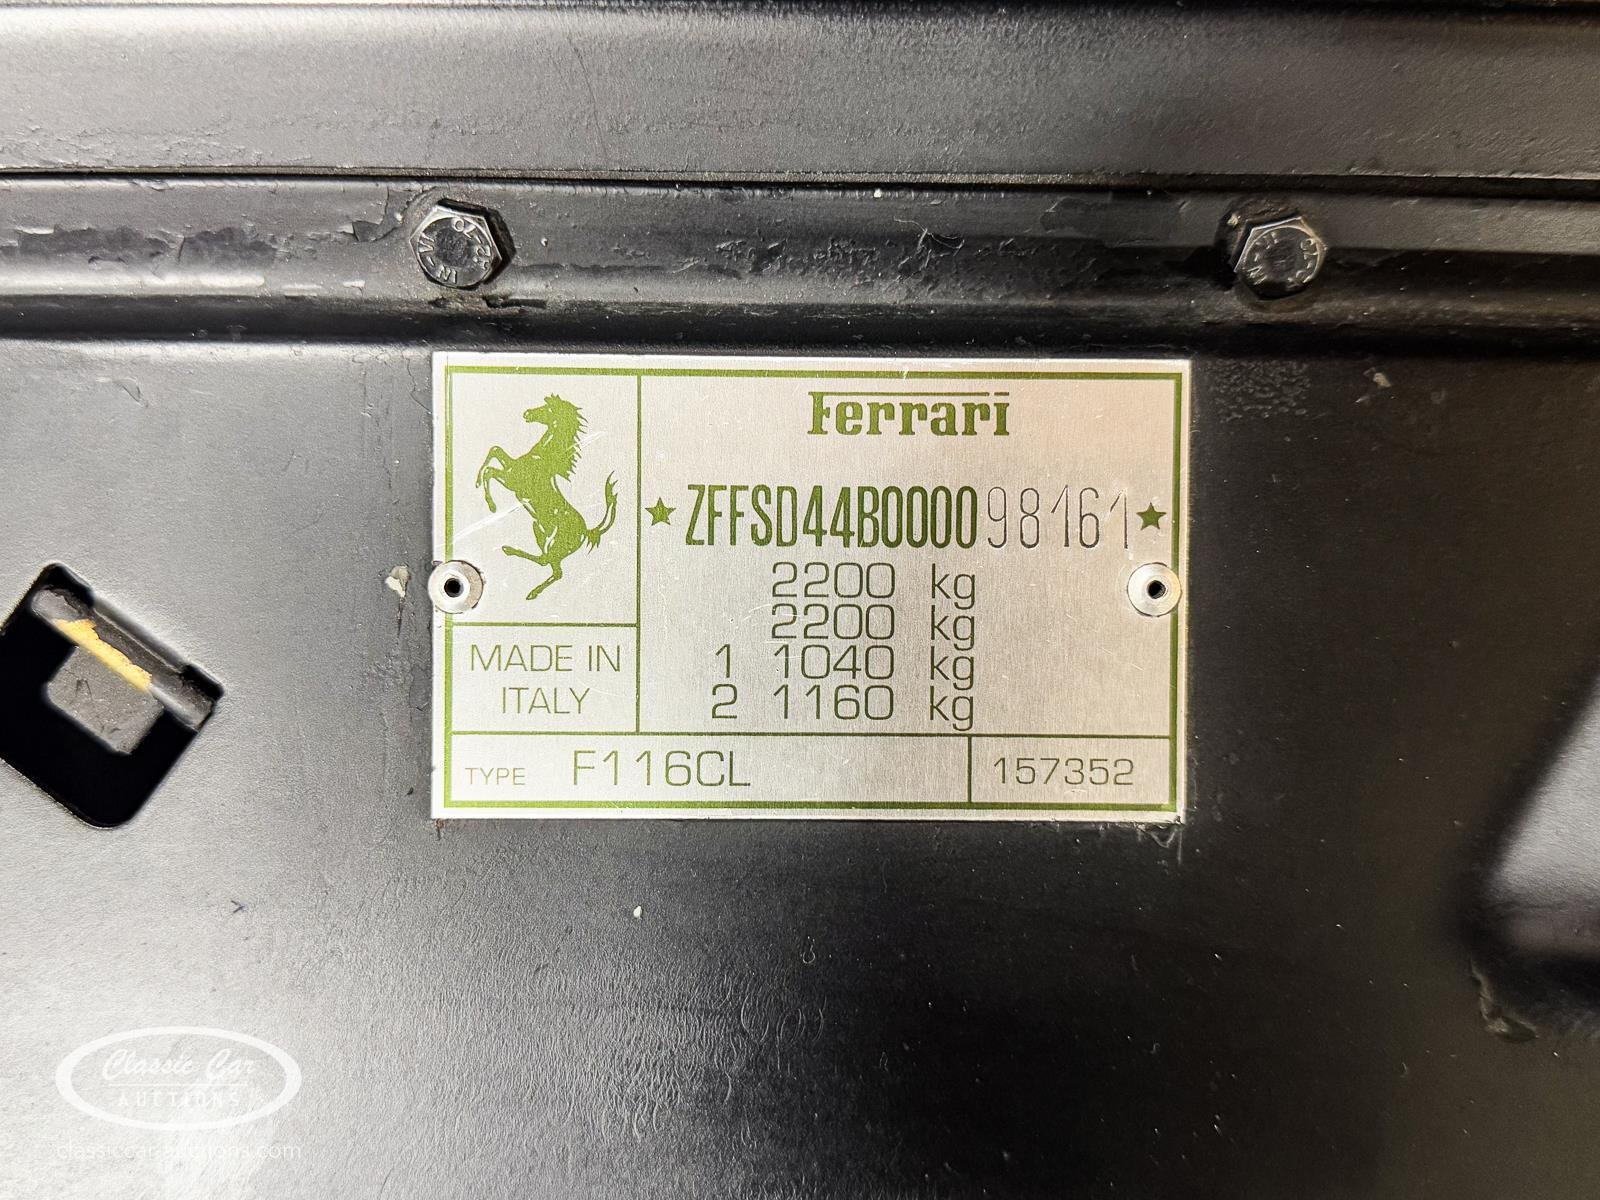 Ferrari
★ZFFSD44B000098161★
2200 kg
2200 kg
1 1040 kg
2 1160 kg
MADE IN
ITALY
TYPE F116CL
157352
Classic Car
AUCTIONS
classiccar-auctions.com